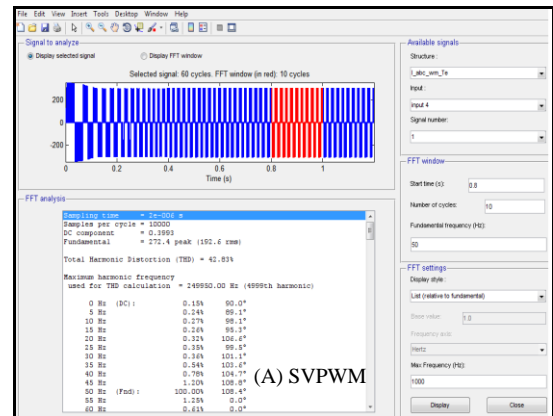 File Edit View Insert Tools Desktop Window Help
Signal to analyze
Display selected signal Display FFT window
Selected signal: 60 cycles. FFT window (in red): 10 cycles
200
0
-200
0 0.2 0.4 0.6 0.8 1
Time (s)
FFT analysis
Sampling time = 2e-006 s
Samples per cycle = 10000
DC component = 0.3993
Fundamental = 272.4 peak (192.6 rms)
Total Harmonic Distortion (THD) = 42.83%
Maximum harmonic frequency
used for THD calculation = 249950.00 Hz (4999th harmonic)
0 Hz (DC): 0.15% 90.0°
5 Hz 0.24% 89.1°
10 Hz 0.27% 98.1°
15 Hz 0.26% 95.3°
20 Hz 0.32% 106.6°
25 Hz 0.35% 99.5°
30 Hz 0.36% 101.1°
35 Hz 0.54% 103.6°
40 Hz 0.78% 104.7°
45 Hz 1.20% 108.8°
50 Hz (Fnd): 100.00% 108.4°
55 Hz 1.25% 0.0°
60 Hz 0.61% 0.0°
(A) SVPWM
Available signals
Structure :
I_abc_wm_Te
Input :
input 4
Signal number:
1
FFT window
Start time (s): 0.8
Number of cycles: 10
Fundamental frequency (Hz):
50
FFT settings
Display style :
List (relative to fundamental)
Base value: 1.0
Frequency axis:
Hertz
Max Frequency (Hz):
1000
Display Close